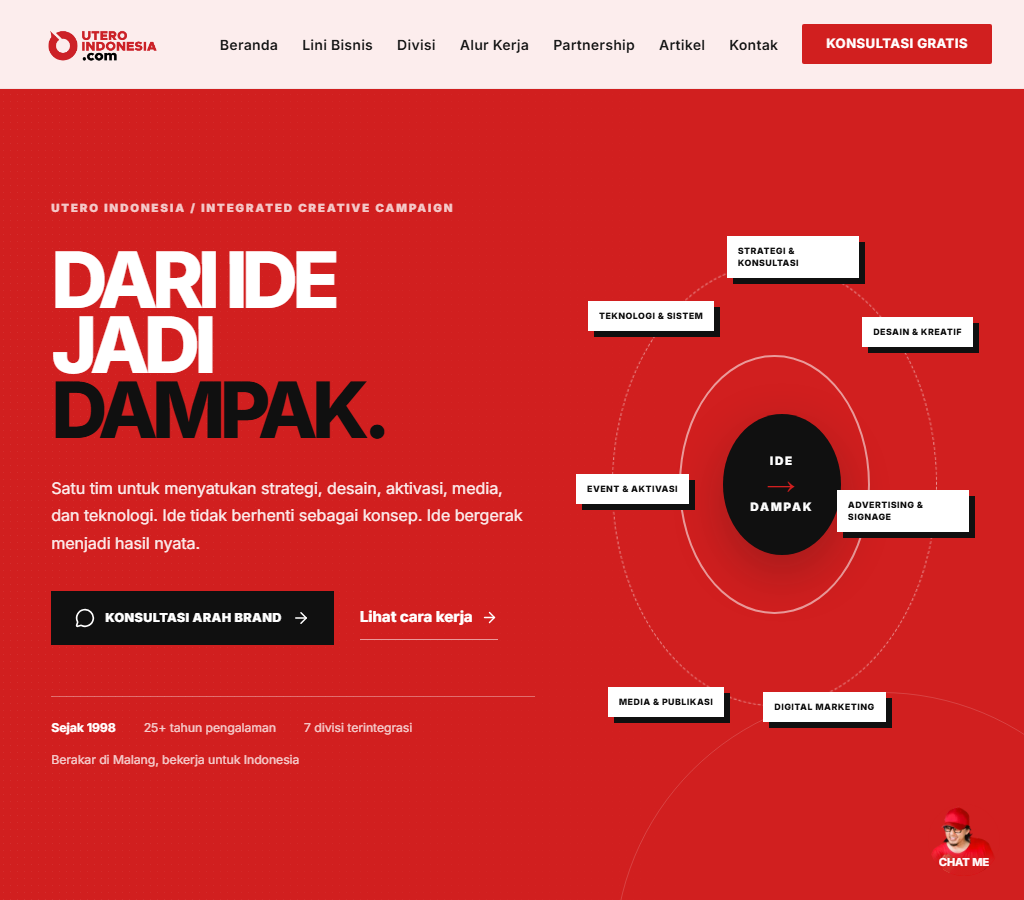 UTERO
INDONESIA
.com
Beranda
Lini Bisnis
Divisi
Alur Kerja
Partnership
Artikel
Kontak
KONSULTASI GRATIS
UTERO INDONESIA / INTEGRATED CREATIVE CAMPAIGN
DARI IDE
JADI
DAMPAK.
Satu tim untuk menyatukan strategi, desain, aktivasi, media,
dan teknologi. Ide tidak berhenti sebagai konsep. Ide bergerak
menjadi hasil nyata.
KONSULTASI ARAH BRAND →
Lihat cara kerja →
Sejak 1998
25+ tahun pengalaman
7 divisi terintegrasi
Berakar di Malang, bekerja untuk Indonesia
STRATEGI &
KONSULTASI
TEKNOLOGI & SISTEM
DESAIN & KREATIF
IDE
→
DAMPAK
EVENT & AKTIVASI
ADVERTISING &
SIGNAGE
MEDIA & PUBLIKASI
DIGITAL MARKETING
CHAT ME